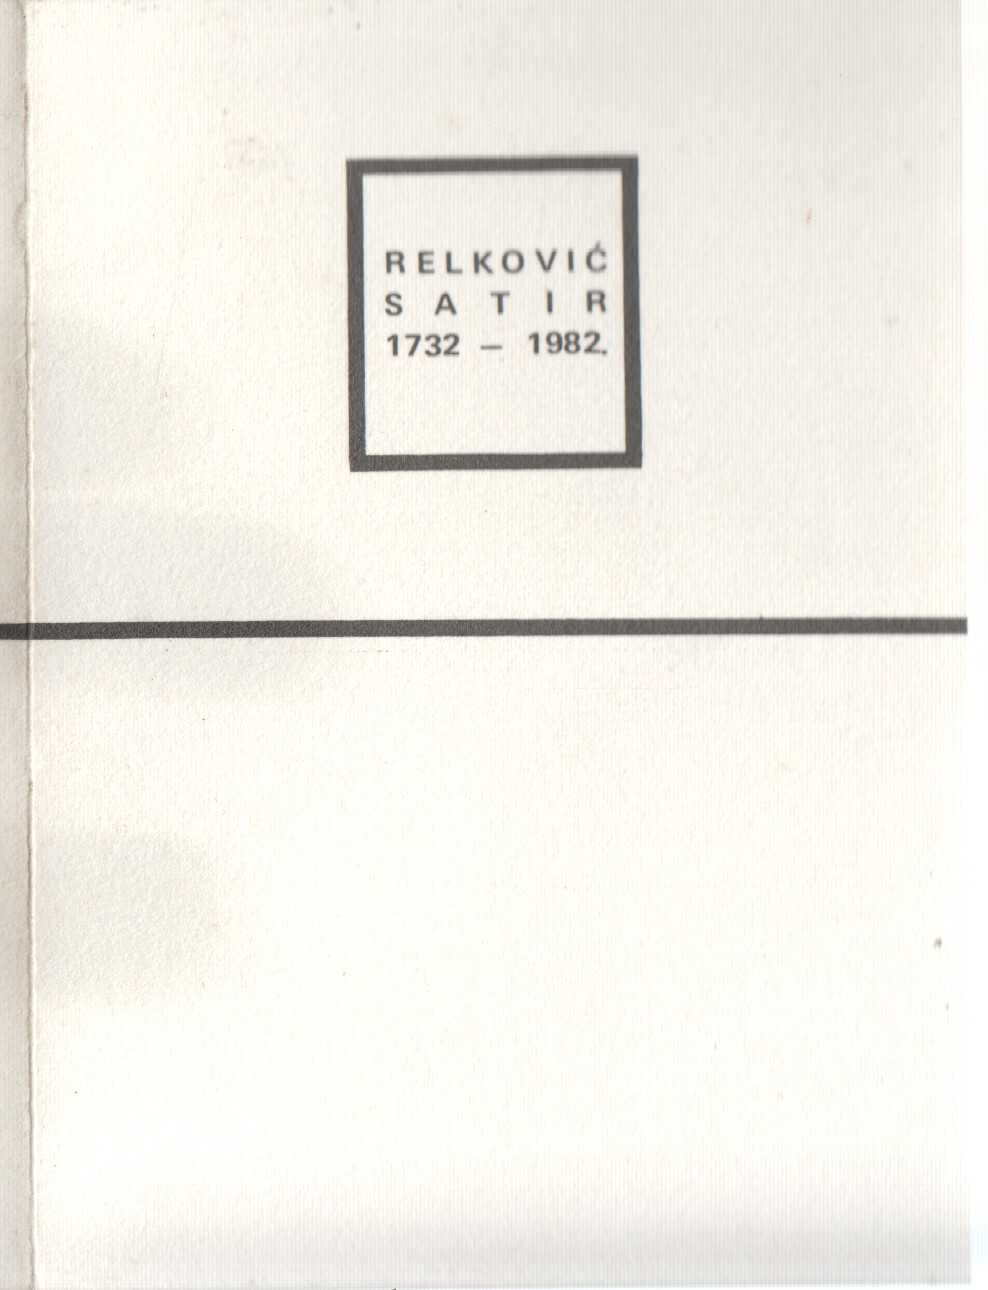 RELKOVIĆ
SATIR
1732 — 1982.